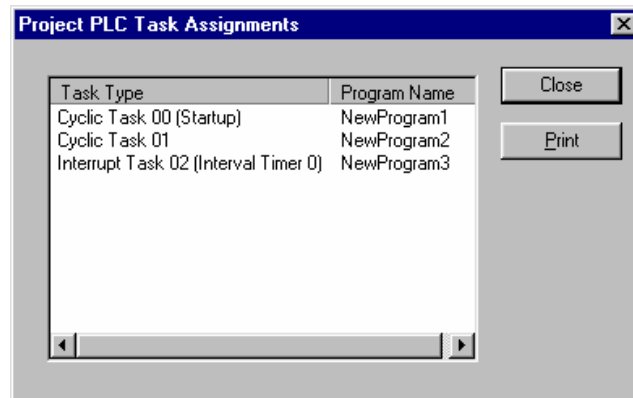 Project PLC Task Assignments
Task Type Program Name
Cyclic Task 00 (Startup) NewProgram1
Cyclic Task 01 NewProgram2
Interrupt Task 02 (Interval Timer 0) NewProgram3
Close
Print